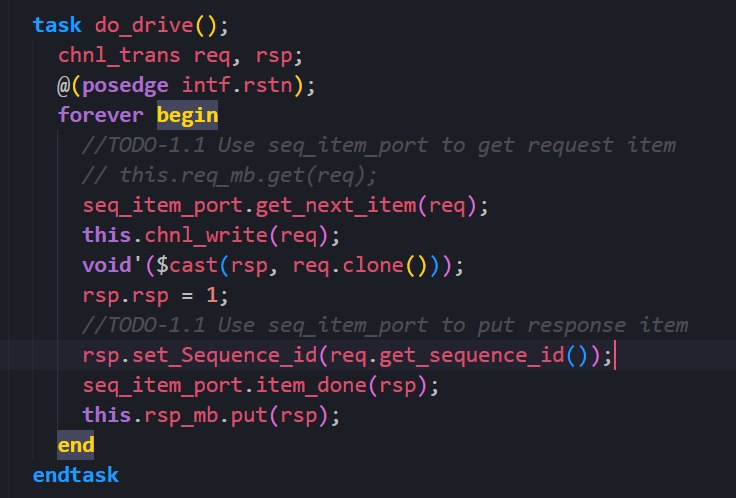 task do_drive();
chnl_trans req, rsp;
@(posedge intf.rstn);
forever begin
//TODO-1.1 Use seq_item_port to get request item
// this.req_mb.get(req);
seq_item_port.get_next_item(req);
this.chnl_write(req);
void'($cast(rsp, req.clone()));
rsp.rsp = 1;
//TODO-1.1 Use seq_item_port to put response item
rsp.set_Sequence_id(req.get_sequence_id());
seq_item_port.item_done(rsp);
this.rsp_mb.put(rsp);
end
endtask